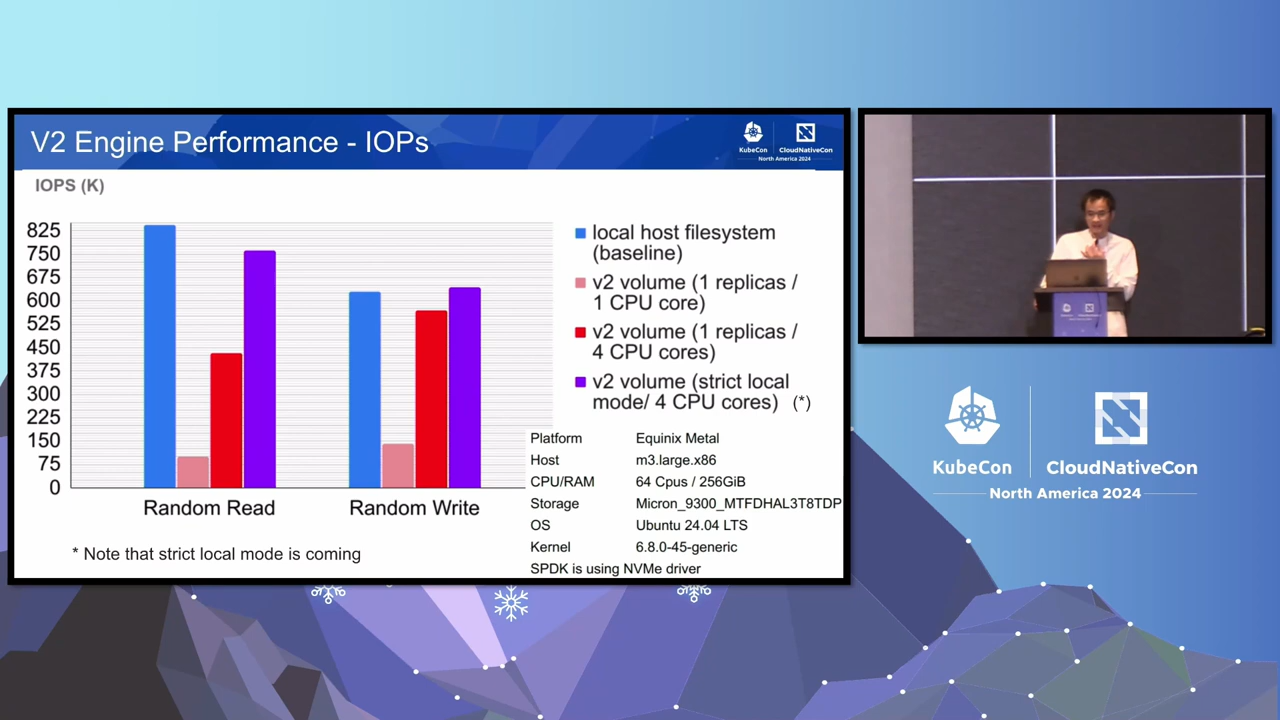 V2 Engine Performance - IOPs
KubeCon
CloudNativeCon
North America 2024
IOPS (K)
825
750
675
600
525
450
375
300
225
150
75
0
Random Read
Random Write
local host filesystem
(baseline)
v2 volume (1 replicas /
1 CPU core)
v2 volume (1 replicas /
4 CPU cores)
v2 volume (strict local
mode/ 4 CPU cores) (*)
Platform Equinix Metal
Host m3.large.x86
CPU/RAM 64 Cpus / 256GiB
Storage Micron_9300_MTFDHAL3T8TDP
OS Ubuntu 24.04 LTS
Kernel 6.8.0-45-generic
SPDK is using NVMe driver
* Note that strict local mode is coming
KubeCon
CloudNativeCon
North America 2024